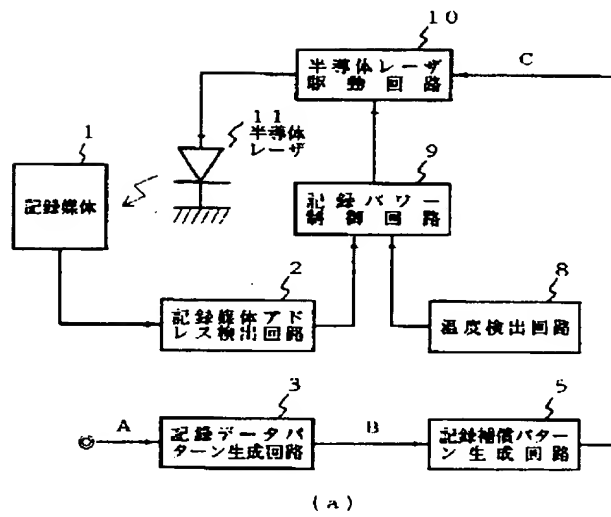 10
半導体レーザ
駆動回路
C
11
半導体
レーザ
1
記録媒体
9
記録パワー
制御回路
2
記録媒体アド
レス検出回路
8
温度検出回路
A
3
記録データパ
ターン生成回路
B
5
記録補償パター
ン生成回路
(A)